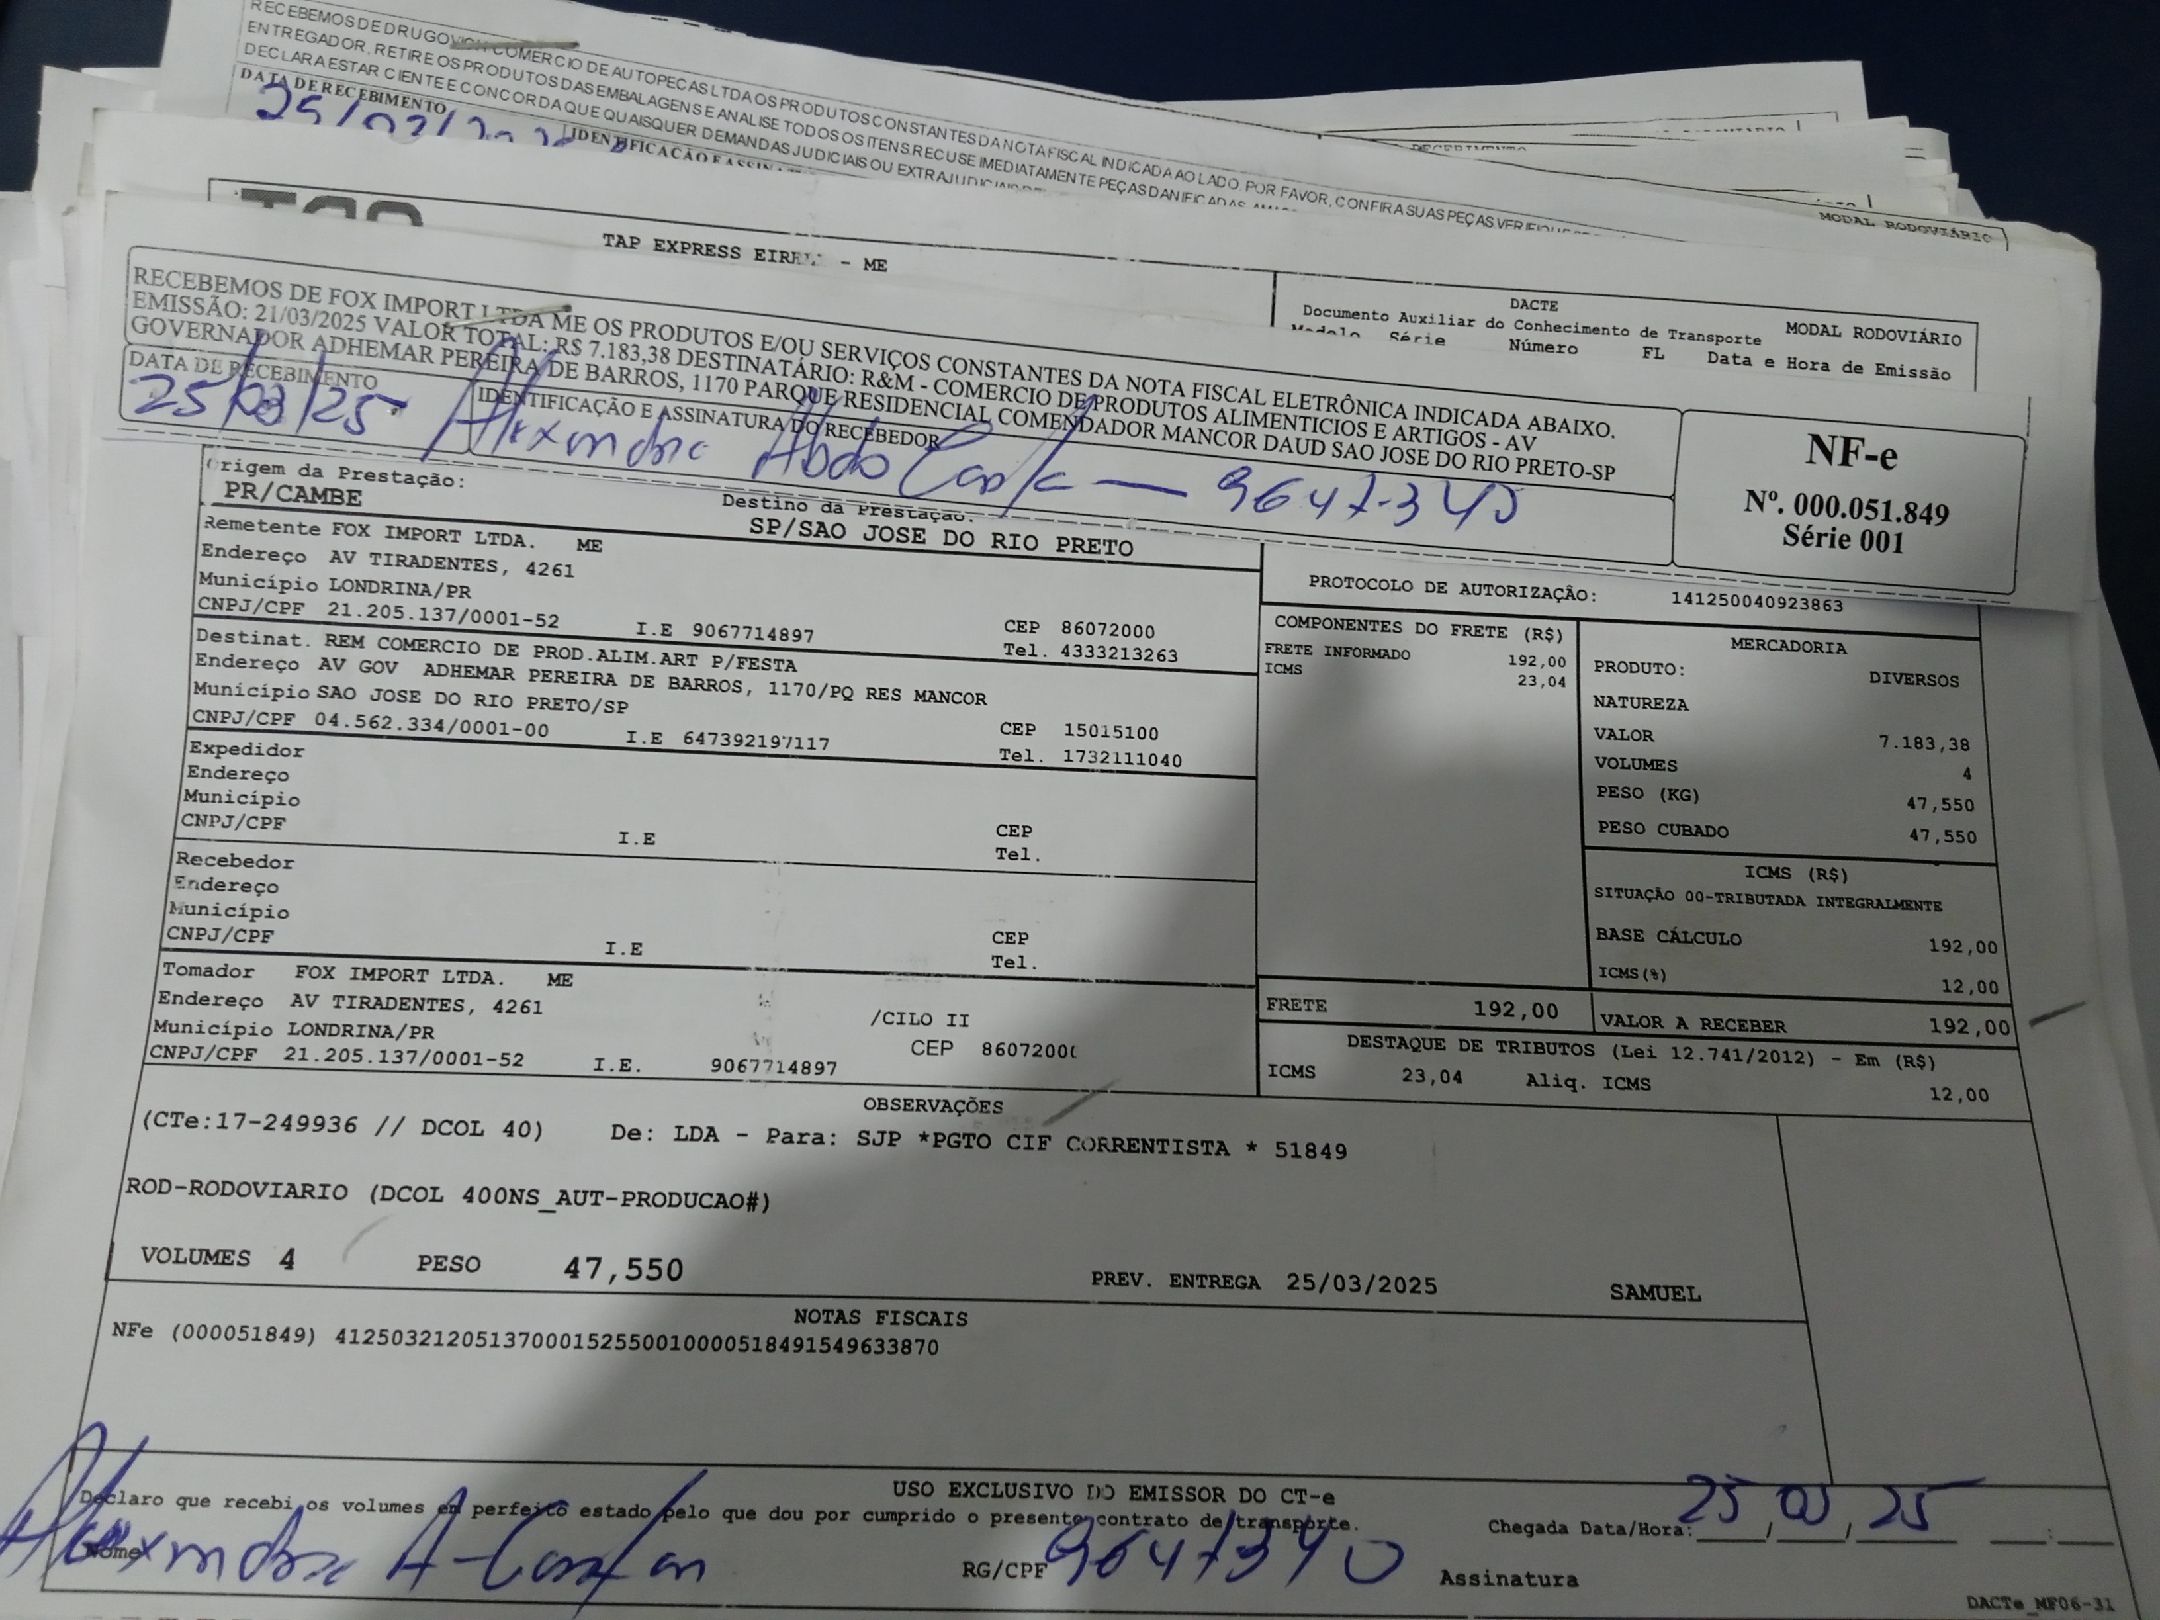 RECEBEMOS DE DRUGOVICH COMERCIO DE AUTOPECAS LTDA OS PRODUTOS CONSTANTES DA NOTA FISCAL INDICADA AO LADO. POR FAVOR, CONFIRA SUAS PEÇAS
ENTREGADOR, RETIRE OS PRODUTOS DAS EMBALAGENS E ANALISE TODOS OS ITENS. RECUSE IMEDIATAMENTE PEÇAS DANIFICADAS
DECLARA ESTAR CIENTE E CONCORDA QUE QUAISQUER DEMANDAS JUDICIAIS OU EXTRAJUDICIAIS
DATA DE RECEBIMENTO
IDENTIFICAÇÃO E
MODAL RODOVIÁRIO
TAP EXPRESS EIRELI - ME
DACTE
Documento Auxiliar do Conhecimento de Transporte
MODAL RODOVIÁRIO
Modelo Série Número FL Data e Hora de Emissão
RECEBEMOS DE FOX IMPORT LTDA ME OS PRODUTOS E/OU SERVIÇOS CONSTANTES DA NOTA FISCAL ELETRÔNICA INDICADA ABAIXO.
EMISSÃO: 21/03/2025 VALOR TOTAL: R$ 7.183,38 DESTINATÁRIO: R&M - COMERCIO DE PRODUTOS ALIMENTICIOS E ARTIGOS - AV
GOVERNADOR ADHEMAR PEREIRA DE BARROS, 1170 PARQUE RESIDENCIAL COMENDADOR MANCOR DAUD SAO JOSE DO RIO PRETO-SP
DATA DE RECEBIMENTO
25/03/25
IDENTIFICAÇÃO E ASSINATURA DO RECEBEDOR
NF-e
Nº. 000.051.849
Série 001
Origem da Prestação:
PR/CAMBE
Destino da Prestação:
SP/SAO JOSE DO RIO PRETO
Remetente FOX IMPORT LTDA. ME
Endereço AV TIRADENTES, 4261
Município LONDRINA/PR
CNPJ/CPF 21.205.137/0001-52 I.E 9067714897
CEP 86072000
Tel. 4333213263
Destinat. REM COMERCIO DE PROD.ALIM.ART P/FESTA
Endereço AV GOV ADHEMAR PEREIRA DE BARROS, 1170/PQ RES MANCOR
Município SAO JOSE DO RIO PRETO/SP
CNPJ/CPF 04.562.334/0001-00 I.E 647392197117
CEP 15015100
Tel. 1732111040
Expedidor
Endereço
Município
CNPJ/CPF I.E
CEP
Tel.
Recebedor
Endereço
Município
CNPJ/CPF I.E
CEP
Tel.
Tomador FOX IMPORT LTDA. ME
Endereço AV TIRADENTES, 4261 /CILO II
Município LONDRINA/PR CEP 86072000
CNPJ/CPF 21.205.137/0001-52 I.E. 9067714897
PROTOCOLO DE AUTORIZAÇÃO: 141250040923863
COMPONENTES DO FRETE (R$)
FRETE INFORMADO 192,00
ICMS 23,04
MERCADORIA
PRODUTO: DIVERSOS
NATUREZA
VALOR 7.183,38
VOLUMES 4
PESO (KG) 47,550
PESO CUBADO 47,550
ICMS (R$)
SITUAÇÃO 00-TRIBUTADA INTEGRALMENTE
BASE CÁLCULO 192,00
ICMS(%) 12,00
FRETE 192,00
VALOR A RECEBER 192,00
DESTAQUE DE TRIBUTOS (Lei 12.741/2012) - Em (R$)
ICMS 23,04 Aliq. ICMS 12,00
OBSERVAÇÕES
(CTe:17-249936 // DCOL 40) De: LDA - Para: SJP *PGTO CIF CORRENTISTA * 51849
ROD-RODOVIARIO (DCOL 400NS_AUT-PRODUCAO#)
VOLUMES 4 PESO 47,550 PREV. ENTREGA 25/03/2025 SAMUEL
NOTAS FISCAIS
NFe (000051849) 41250321205137000152550010000518491549633870
USO EXCLUSIVO DO EMISSOR DO CT-e
Declaro que recebi os volumes em perfeito estado pelo que dou por cumprido o presente contrato de transporte.
Chegada Data/Hora: 25/03/25
Nome
RG/CPF 9647340
Assinatura
DACTe_MF06-31